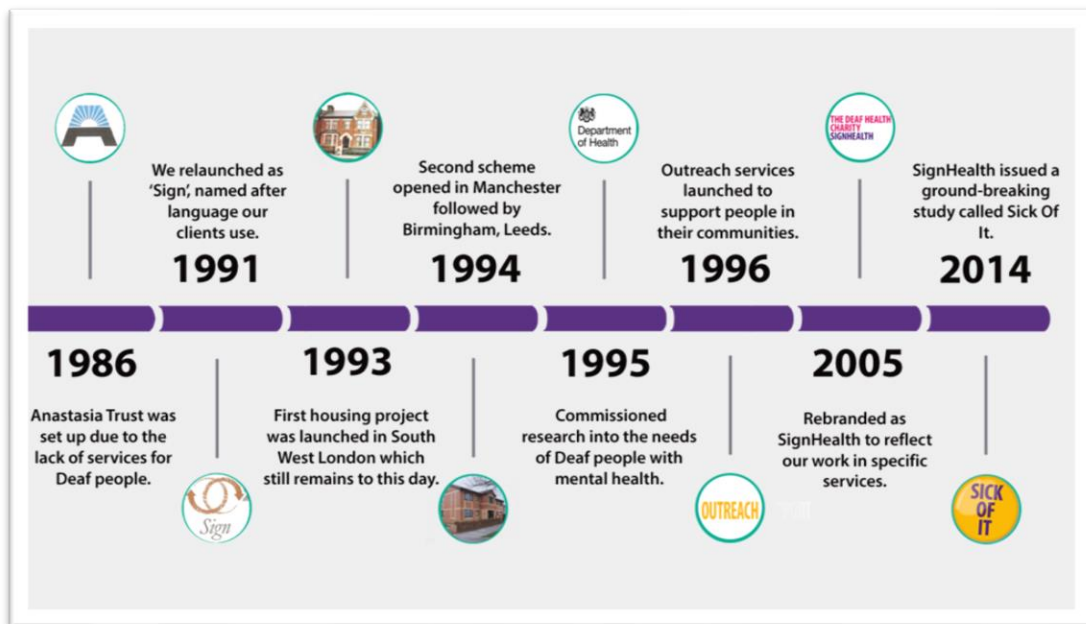 Department
of Health
THE DEAF HEALTH
CHARITY
SIGNHEALTH
We relaunched as
‘Sign’, named after
language our
clients use.
1991
Second scheme
opened in Manchester
followed by
Birmingham, Leeds.
1994
Outreach services
launched to
support people in
their communities.
1996
SignHealth issued a
ground-breaking
study called Sick Of
It.
2014
1986
Anastasia Trust was
set up due to the
lack of services for
Deaf people.
1993
First housing project
was launched in South
West London which
still remains to this day.
1995
Commissioned
research into the needs
of Deaf people with
mental health.
2005
Rebranded as
SignHealth to reflect
our work in specific
services.
Sign
OUTREACH
SICK
OF
IT